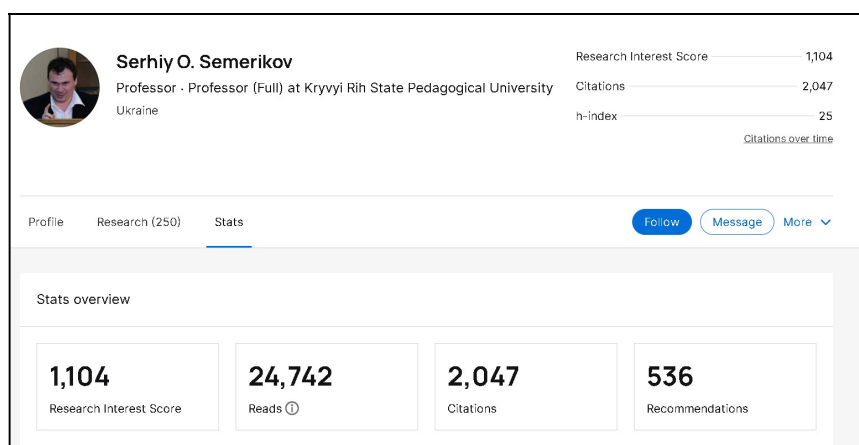 Serhiy O. Semerikov
Professor · Professor (Full) at Kryvyi Rih State Pedagogical University
Ukraine
Research Interest Score 1,104
Citations 2,047
h-index 25
Citations over time
Profile Research (250) Stats
Follow Message More
Stats overview
1,104 24,742 2,047 536
Research Interest Score Reads Citations Recommendations